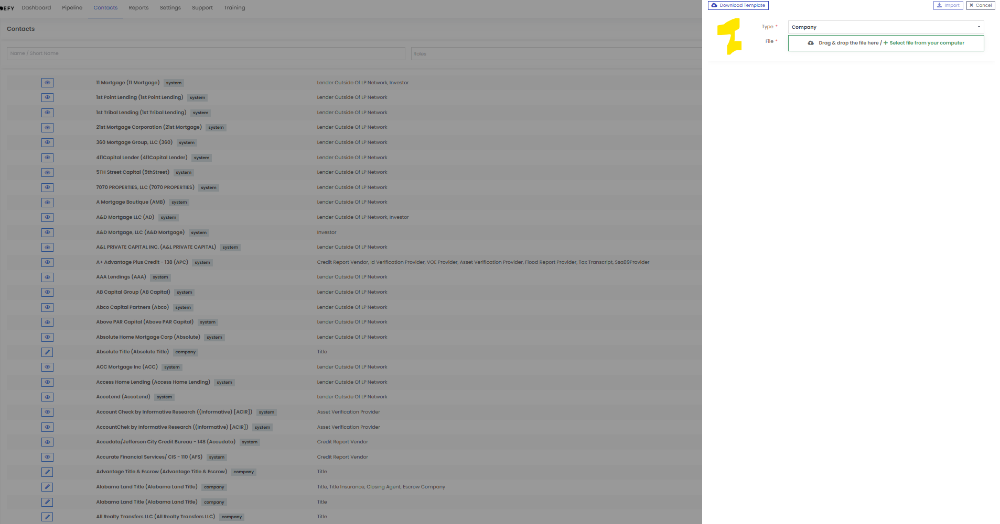 DEFY Dashboard Pipeline Contacts Reports Settings Support Training
Download Template Import Cancel
Contacts
Type * Company
File * Drag & drop the file here / + Select file from your computer
Name / Short Name Roles
11 Mortgage (11 Mortgage) system Lender Outside Of LP Network, Investor
1st Point Lending (1st Point Lending) system Lender Outside Of LP Network
1st Tribal Lending (1st Tribal Lending) system Lender Outside Of LP Network
21st Mortgage Corporation (21st Mortgage) system Lender Outside Of LP Network
360 Mortgage Group, LLC (360) system Lender Outside Of LP Network
411Capital Lender (411Capital Lender) system Lender Outside Of LP Network
5TH Street Capital (5thStreet) system Lender Outside Of LP Network
7070 PROPERTIES, LLC (7070 PROPERTIES) system Lender Outside Of LP Network
A Mortgage Boutique (AMB) system Lender Outside Of LP Network
A&D Mortgage LLC (AD) system Lender Outside Of LP Network, Investor
A&D Mortgage, LLC (A&D Mortgage) system Investor
A&L PRIVATE CAPITAL INC. (A&L PRIVATE CAPITAL) system Lender Outside Of LP Network
A+ Advantage Plus Credit - 138 (APC) system Credit Report Vendor, Id Verification Provider, VOE Provider, Asset Verification Provider, Flood Report Provider, Tax Transcript, Ssa89Provider
AAA Lendings (AAA) system Lender Outside Of LP Network
AB Capital Group (AB Capital) system Lender Outside Of LP Network
Abco Capital Partners (Abco) system Lender Outside Of LP Network
Above PAR Capital (Above PAR Capital) system Lender Outside Of LP Network
Absolute Home Mortgage Corp (Absolute) system Lender Outside Of LP Network
Absolute Title (Absolute Title) company Title
ACC Mortgage Inc (ACC) system Lender Outside Of LP Network
Access Home Lending (Access Home Lending) system Lender Outside Of LP Network
AccoLend (AccoLend) system Lender Outside Of LP Network
Account Check by Informative Research ((Informative) [ACIR]) system Asset Verification Provider
AccountChek by Informative Research ((Informative) [ACIR]) system Asset Verification Provider
Accudata/Jefferson City Credit Bureau - 148 (Accudata) system Credit Report Vendor
Accurate Financial Services/ CIS - 110 (AFS) system Credit Report Vendor
Advantage Title & Escrow (Advantage Title & Escrow) company Title
Alabama Land Title (Alabama Land Title) company Title, Title Insurance, Closing Agent, Escrow Company
Alabama Land Title (Alabama Land Title) company Title
All Realty Transfers LLC (All Realty Transfers LLC) company Title